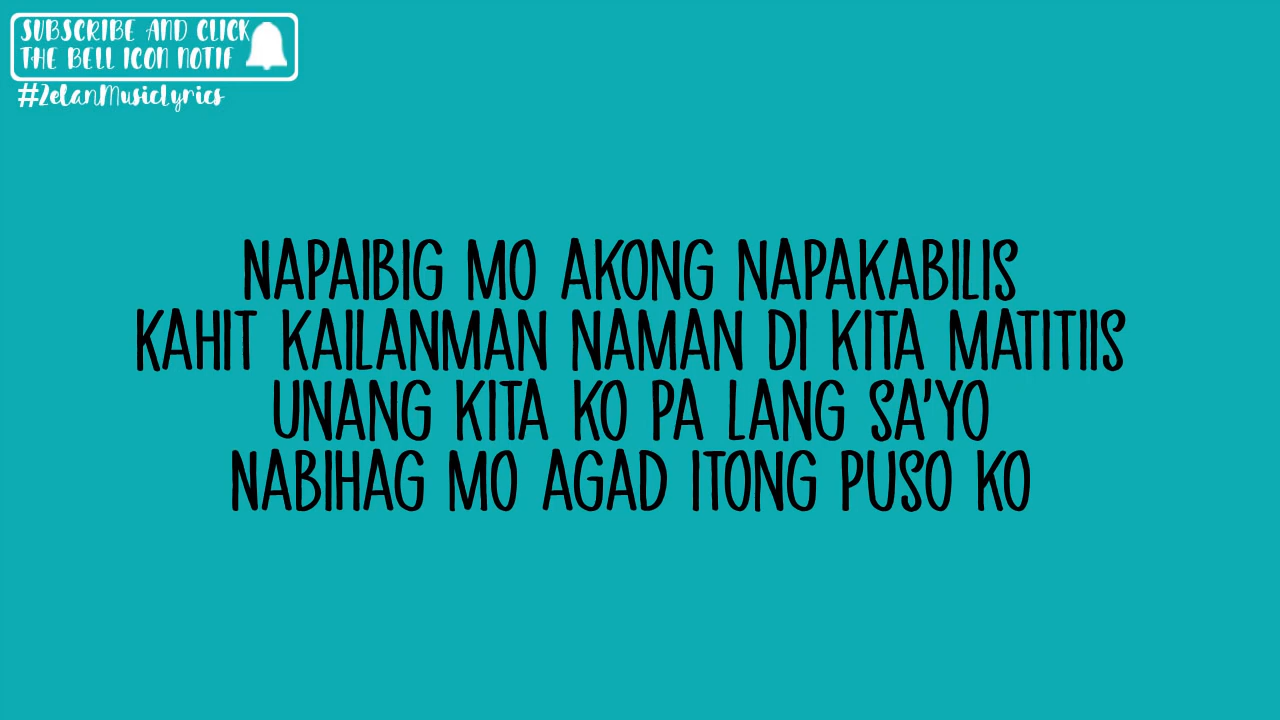 SUBSCRIBE AND CLICK
THE BELL ICON NOTIF
#ZelanMusicLyrics
NAPAIBIG MO AKONG NAPAKABILIS
KAHIT KAILANMAN NAMAN DI KITA MATITIIS
UNANG KITA KO PA LANG SA'YO
NABIHAG MO AGAD ITONG PUSO KO